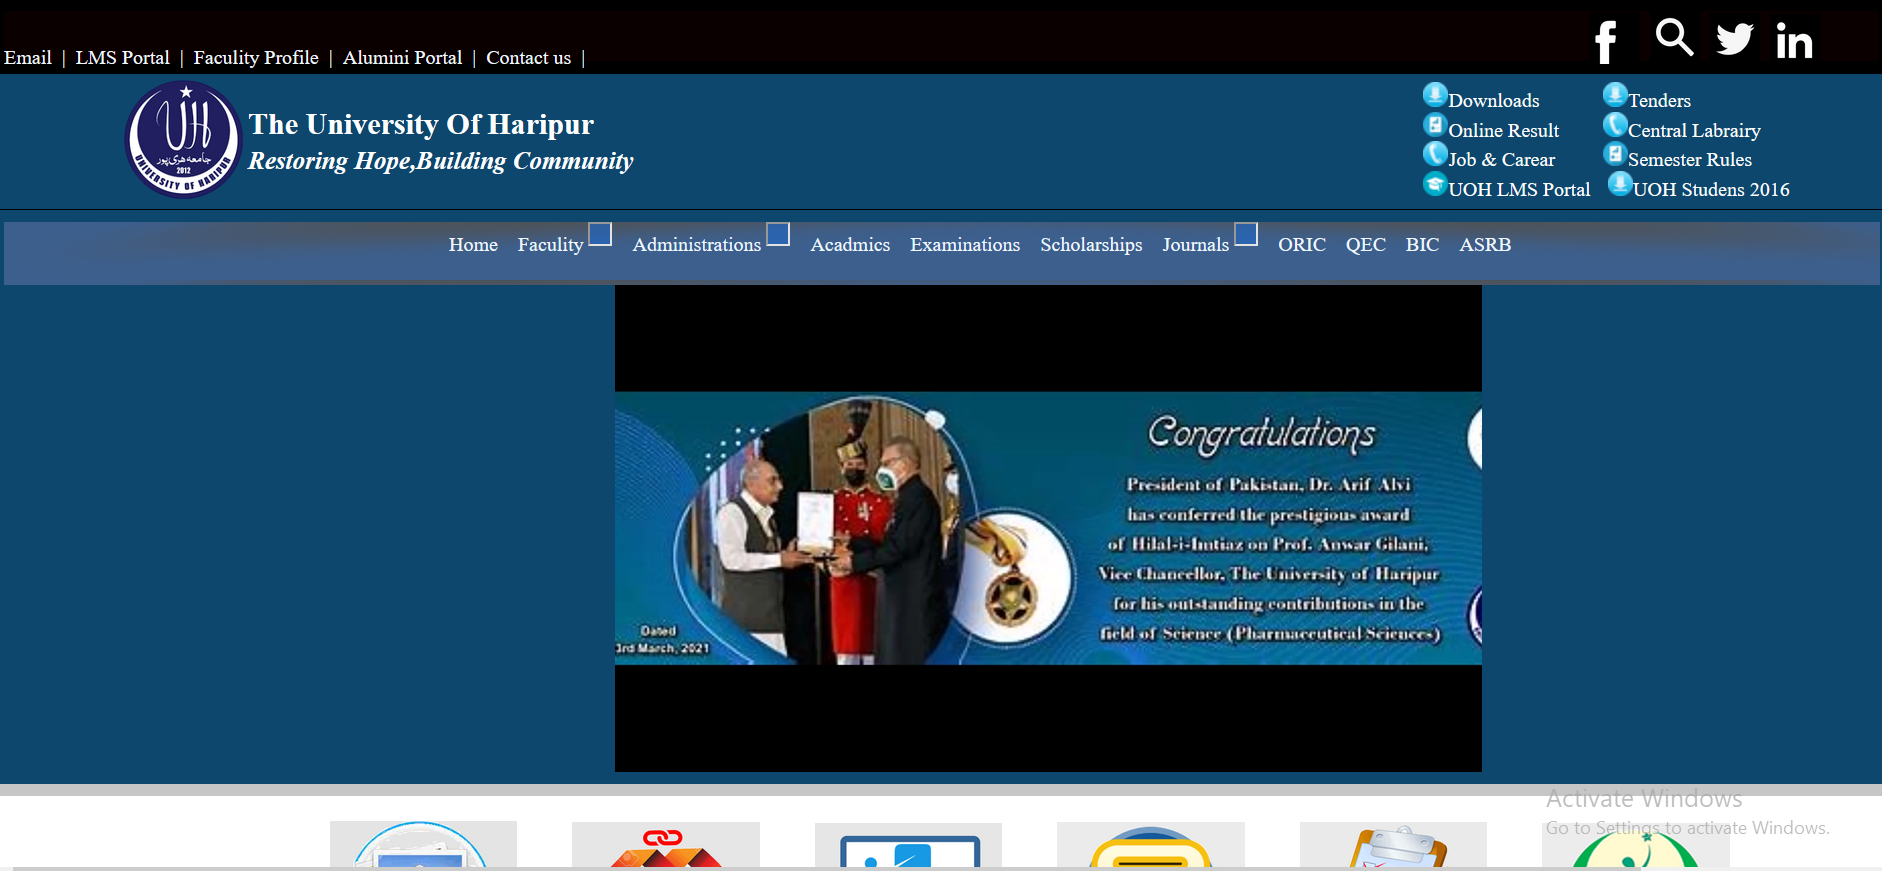 Email | LMS Portal | Faculity Profile | Alumini Portal | Contact us |
جامعہ ہری پور
2012
UNIVERSITY OF HARIPUR
The University Of Haripur
Restoring Hope,Building Community
Downloads Tenders
Online Result Central Labrairy
Job & Carear Semester Rules
UOH LMS Portal UOH Studens 2016
Home Faculity Administrations Acadmics Examinations Scholarships Journals ORIC QEC BIC ASRB
Congratulations
President of Pakistan, Dr. Arif Alvi
has conferred the prestigious award
of Hilal-i-Imtiaz on Prof. Anwar Gilani,
Vice Chancellor, The University of Haripur
for his outstanding contributions in the
field of Science (Pharmaceutical Sciences)
Dated
3rd March, 2021
Activate Windows
Go to Settings to activate Windows.